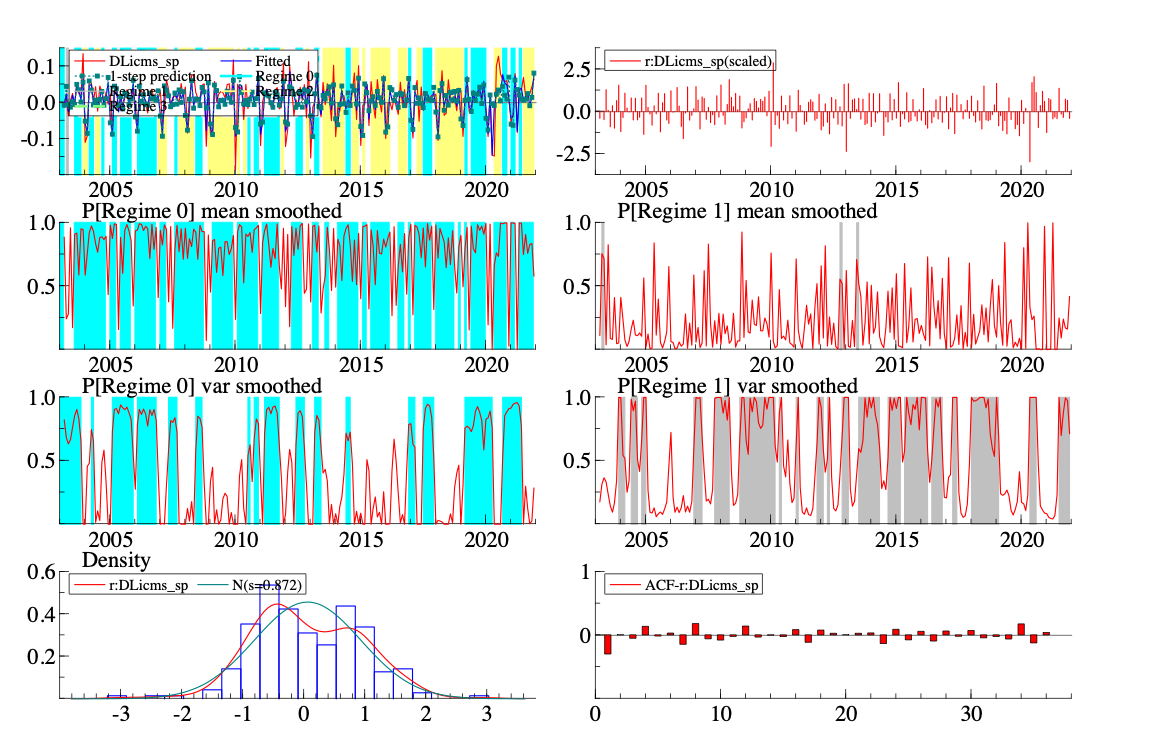 DLicms_sp Fitted
1-step prediction Regime 0
Regime 1 Regime 2
Regime 3
0.1
0.0
-0.1
2005 2010 2015 2020
r:DLicms_sp(scaled)
2.5
0.0
-2.5
2005 2010 2015 2020
P[Regime 0] mean smoothed
1.0
0.5
2005 2010 2015 2020
P[Regime 1] mean smoothed
1.0
0.5
2005 2010 2015 2020
P[Regime 0] var smoothed
1.0
0.5
2005 2010 2015 2020
P[Regime 1] var smoothed
1.0
0.5
2005 2010 2015 2020
Density
0.6
r:DLicms_sp N(s=0.872)
0.4
0.2
-3 -2 -1 0 1 2 3
1
ACF-r:DLicms_sp
0
0 10 20 30